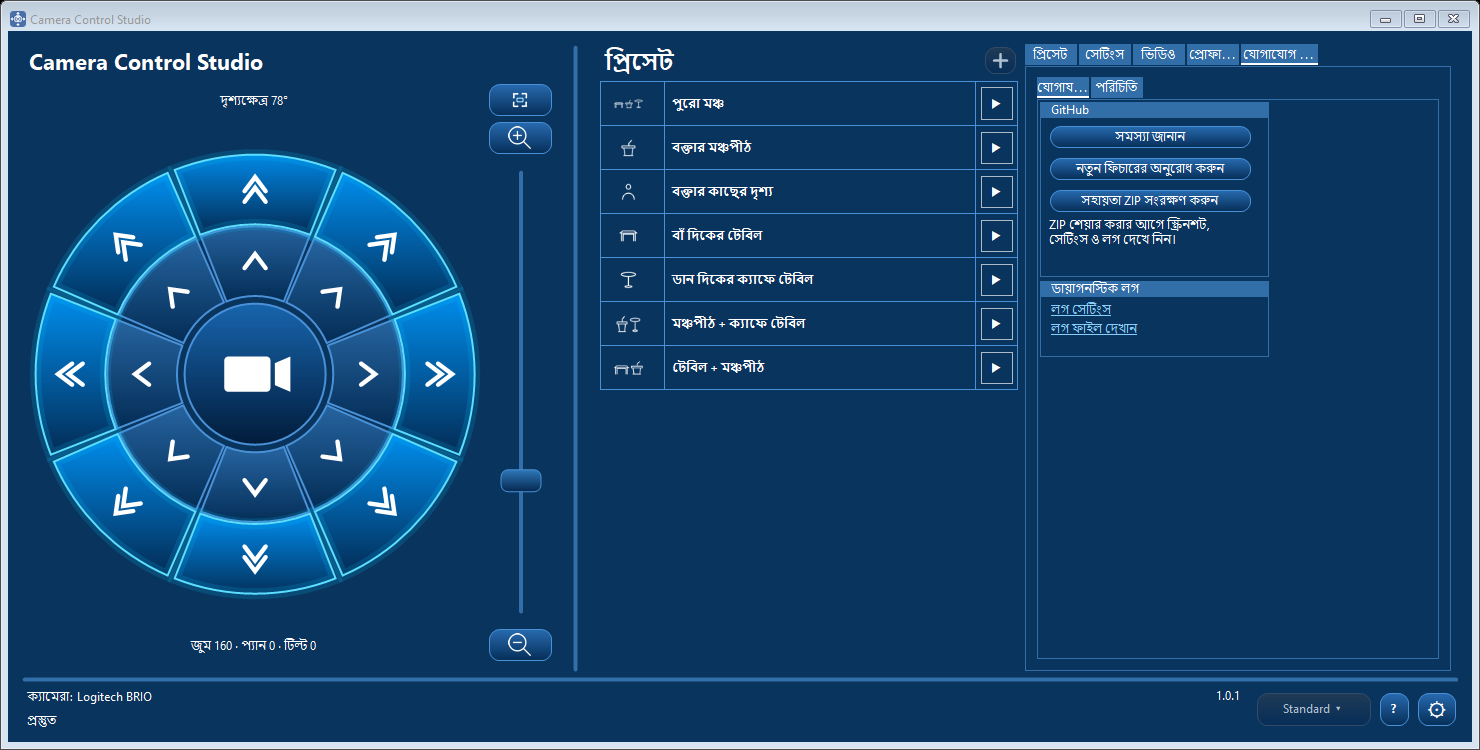 Camera Control Studio
Camera Control Studio
দৃশ্যক্ষেত্র 78°
জুম 160 · প্যান 0 · টিল্ট 0
প্রিসেট
পুরো মঞ্চ
বক্তার মঞ্চপীঠ
বক্তার কাছের দৃশ্য
বাঁ দিকের টেবিল
ডান দিকের ক্যাফে টেবিল
মঞ্চপীঠ + ক্যাফে টেবিল
টেবিল + মঞ্চপীঠ
প্রিসেট সেটিংস ভিডিও প্রোফা... যোগাযোগ ...
যোগায... পরিচিতি
GitHub
সমস্যা জানান
নতুন ফিচারের অনুরোধ করুন
সহায়তা ZIP সংরক্ষণ করুন
ZIP শেয়ার করার আগে স্ক্রিনশট,
সেটিংস ও লগ দেখে নিন।
ডায়াগনস্টিক লগ
লগ সেটিংস
লগ ফাইল দেখান
ক্যামেরা: Logitech BRIO
প্রস্তুত
1.0.1
Standard
?